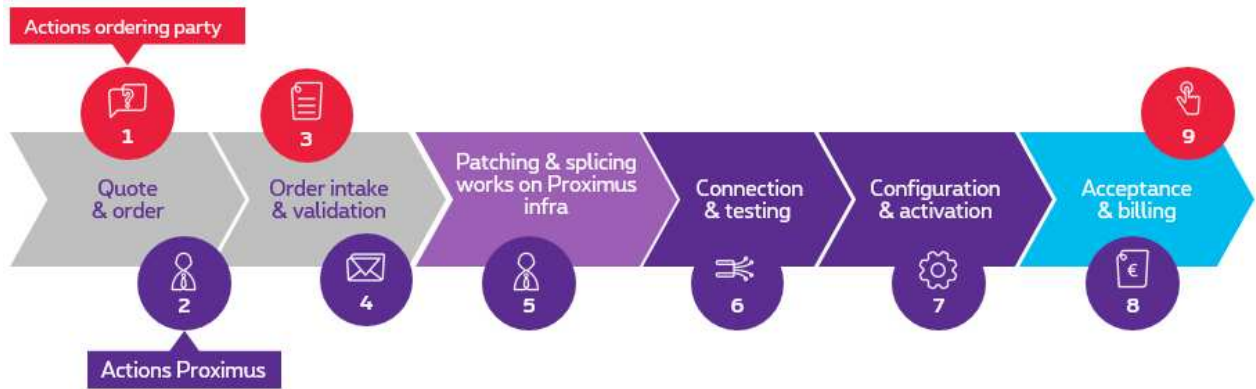 Actions ordering party
?
1
3
9
Quote
& order
Order intake
& validation
Patching & splicing
works on Proximus
infra
Connection
& testing
Configuration
& activation
Acceptance
& billing
2
4
5
6
7
€
8
Actions Proximus